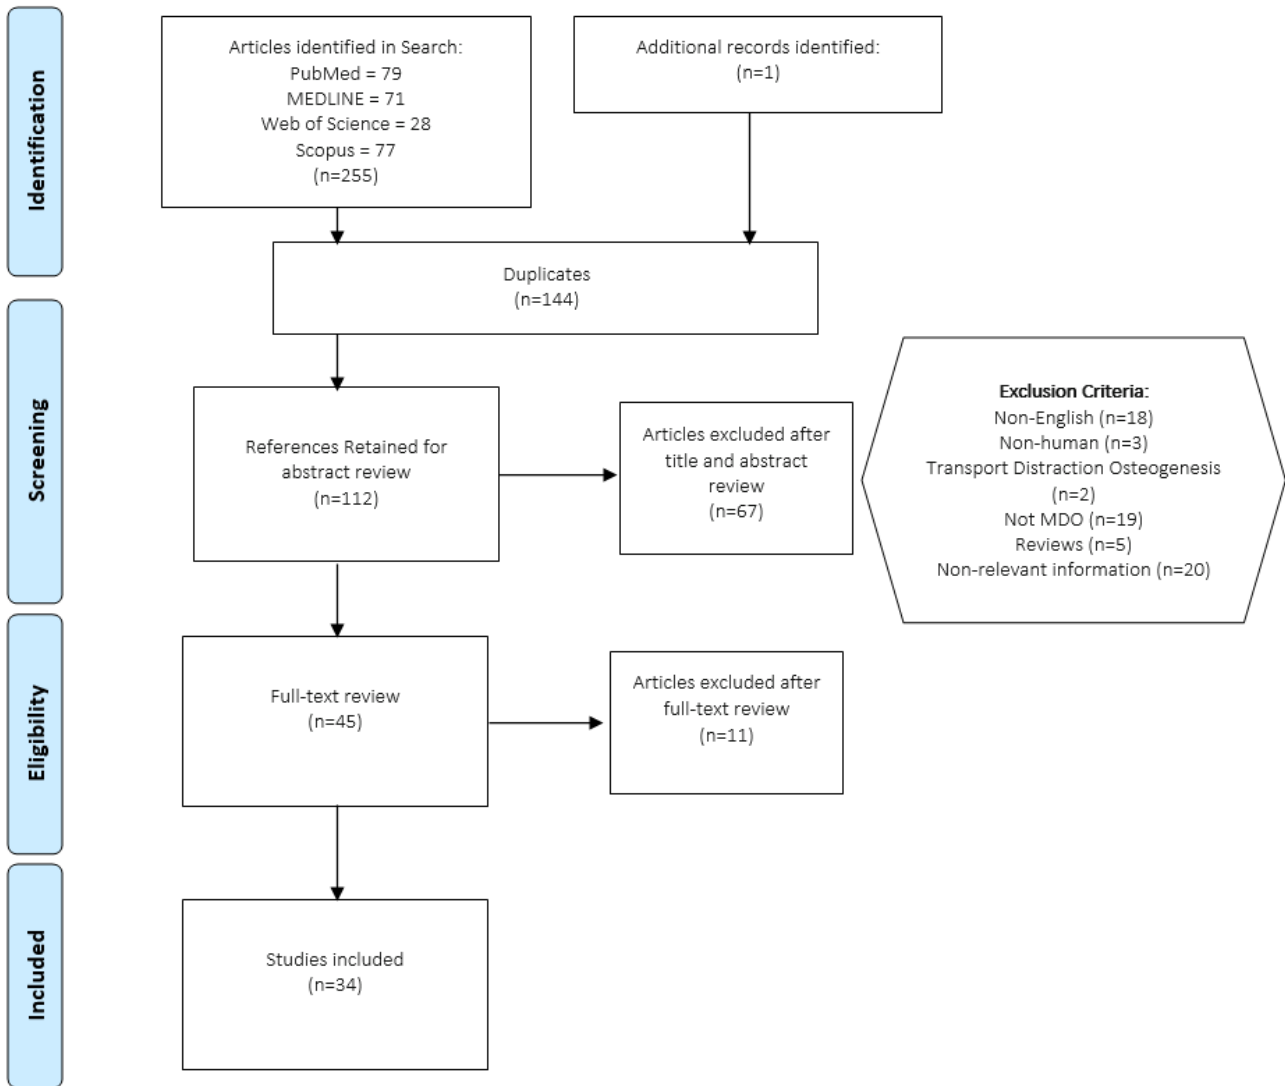 Identification
Articles identified in Search:
PubMed = 79
MEDLINE = 71
Web of Science = 28
Scopus = 77
(n=255)
Additional records identified:
(n=1)
Duplicates
(n=144)
Screening
References Retained for
abstract review
(n=112)
Articles excluded after
title and abstract
review
(n=67)
Exclusion Criteria:
Non-English (n=18)
Non-human (n=3)
Transport Distraction Osteogenesis
(n=2)
Not MDO (n=19)
Reviews (n=5)
Non-relevant information (n=20)
Eligibility
Full-text review
(n=45)
Articles excluded after
full-text review
(n=11)
Included
Studies included
(n=34)